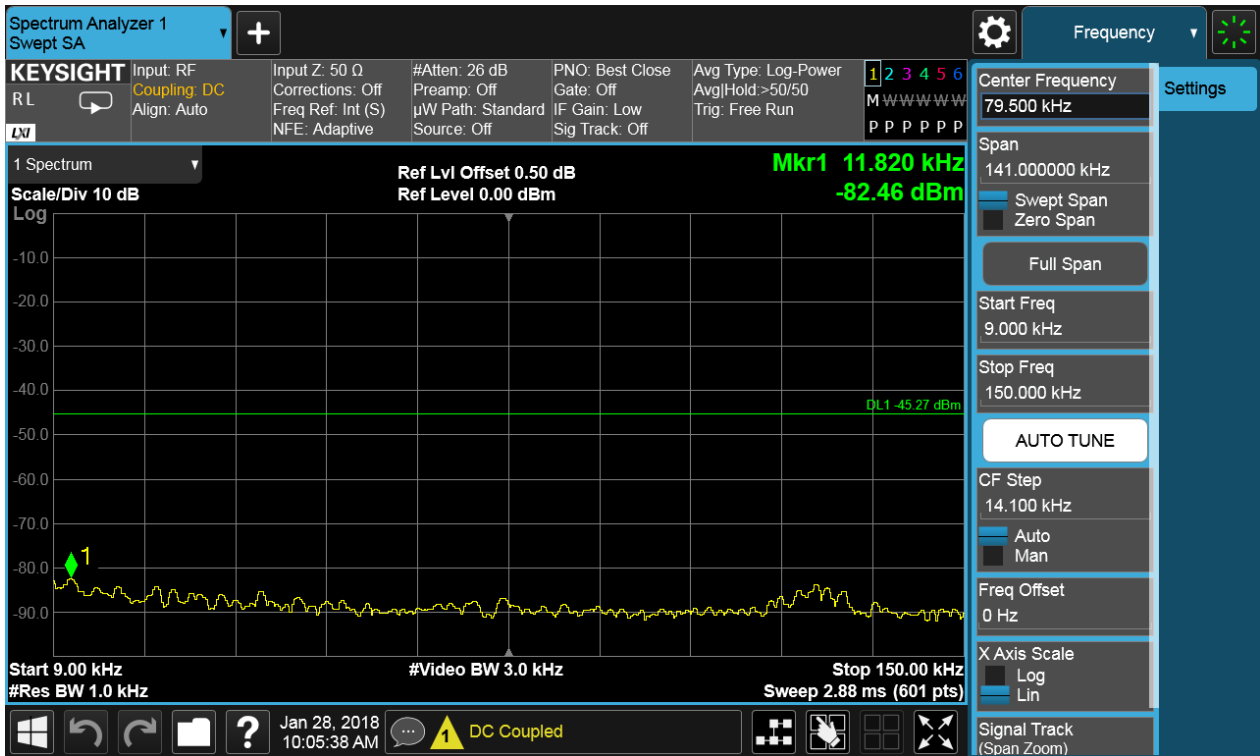 Spectrum Analyzer 1
Swept SA
+
Frequency
KEYSIGHT
RL
LXI
Input: RF
Coupling: DC
Align: Auto
Input Z: 50 Ω
Corrections: Off
Freq Ref: Int (S)
NFE: Adaptive
#Atten: 26 dB
Preamp: Off
µW Path: Standard
Source: Off
PNO: Best Close
Gate: Off
IF Gain: Low
Sig Track: Off
Avg Type: Log-Power
Avg|Hold:>50/50
Trig: Free Run
1 2 3 4 5 6
M W W W W W
P P P P P P
1 Spectrum
Scale/Div 10 dB
Log
Ref Lvl Offset 0.50 dB
Ref Level 0.00 dBm
Mkr1 11.820 kHz
-82.46 dBm
-10.0
-20.0
-30.0
-40.0
DL1 -45.27 dBm
-50.0
-60.0
-70.0
1
-80.0
-90.0
Start 9.00 kHz
#Video BW 3.0 kHz
Stop 150.00 kHz
#Res BW 1.0 kHz
Sweep 2.88 ms (601 pts)
Center Frequency
79.500 kHz
Settings
Span
141.000000 kHz
Swept Span
Zero Span
Full Span
Start Freq
9.000 kHz
Stop Freq
150.000 kHz
AUTO TUNE
CF Step
14.100 kHz
Auto
Man
Freq Offset
0 Hz
X Axis Scale
Log
Lin
Signal Track
(Span Zoom)
?
Jan 28, 2018
10:05:38 AM
1
DC Coupled